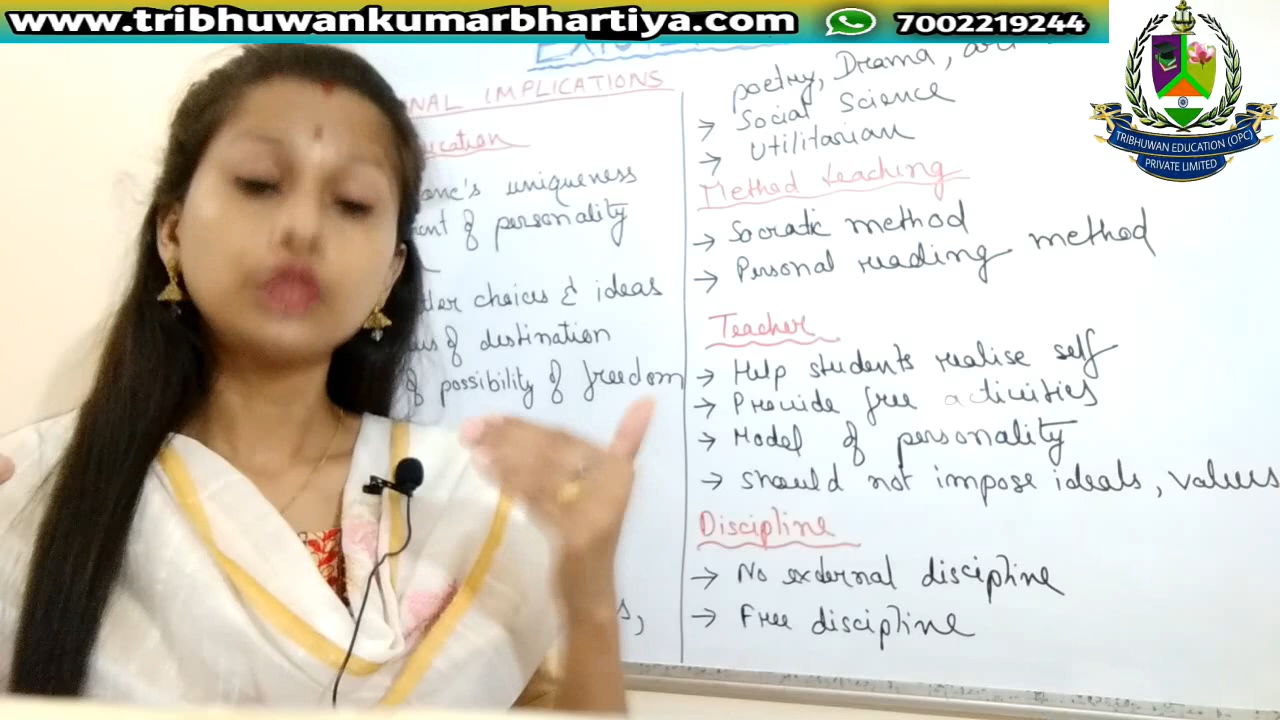 www.tribhuwankumarbhartiya.com
7002219244
TRIBHUWAN EDUCATION (OPC)
PRIVATE LIMITED
IMPLICATIONS
uniqueness
of personality
choices & ideas
of destination
of possibility of freedom
poetry, Drama,
→ Social Science
→ Utilitarian
Method teaching
→ Socratic method
→ Personal reading method
Teacher
→ Help students realise self
→ Provide free activities
→ Model of personality
→ should not impose ideals, values
Discipline
→ No external discipline
→ Free discipline